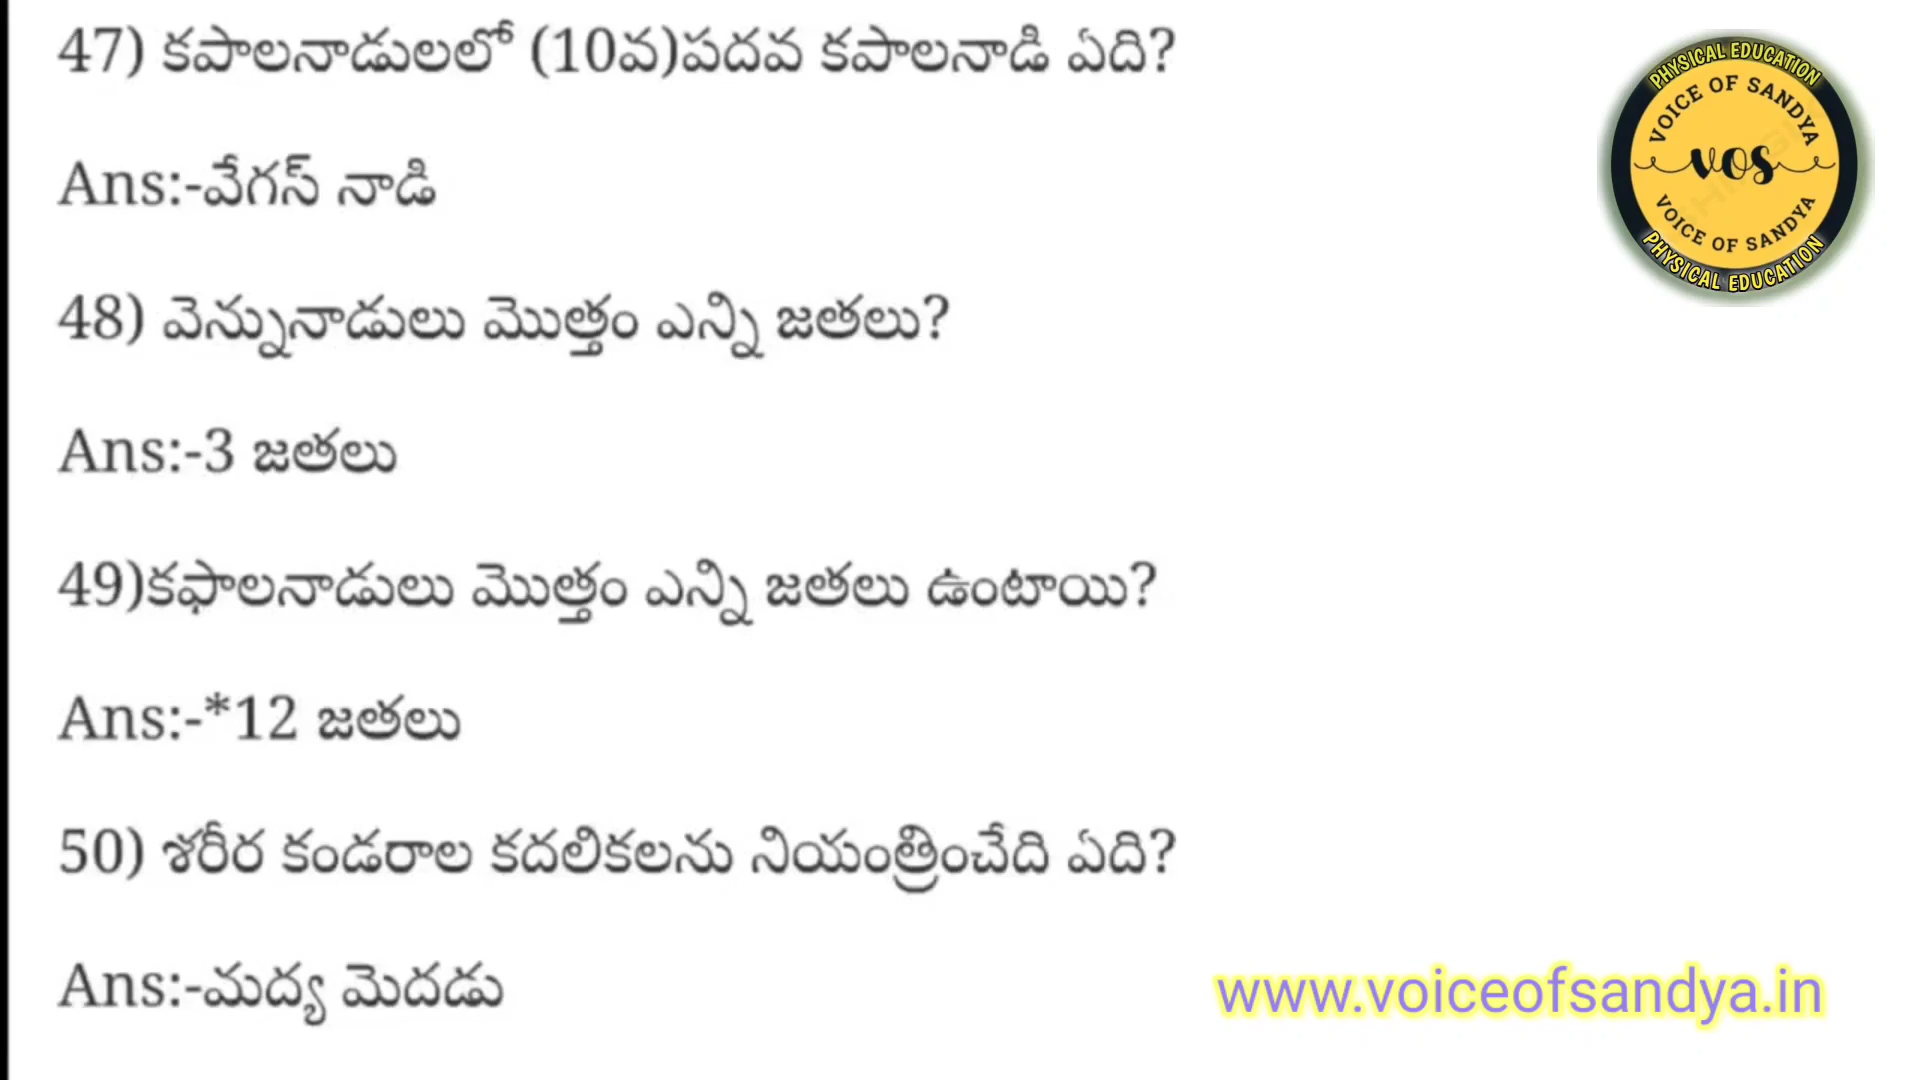 47) కపాలనాడులలో (10వ)పదవ కపాలనాడి ఏది?
Ans:-వేగస్ నాడి
48) వెన్నునాడులు మొత్తం ఎన్ని జతలు?
Ans:-3 జతలు
49)కఫాలనాడులు మొత్తం ఎన్ని జతలు ఉంటాయి?
Ans:-*12 జతలు
50) శరీర కండరాల కదలికలను నియంత్రించేది ఏది?
Ans:-మద్య మెదడు
PHYSICAL EDUCATION
VOICE OF SANDYA
vos
VOICE OF SANDYA
PHYSICAL EDUCATION
www.voiceofsandya.in